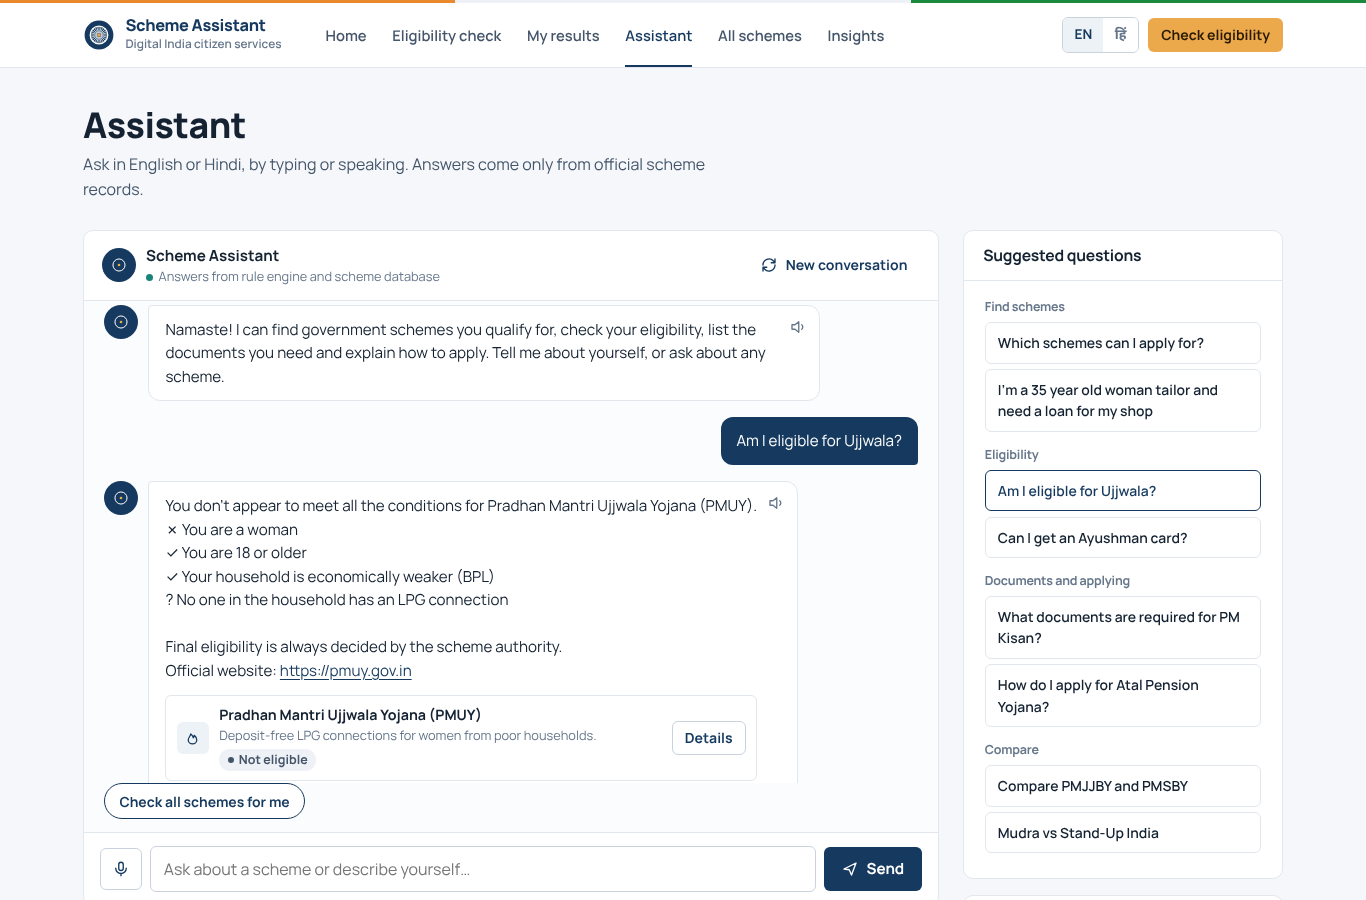 Scheme Assistant
Digital India citizen services
Home
Eligibility check
My results
Assistant
All schemes
Insights
EN
हिं
Check eligibility
Assistant
Ask in English or Hindi, by typing or speaking. Answers come only from official scheme
records.
Scheme Assistant
Answers from rule engine and scheme database
New conversation
Namaste! I can find government schemes you qualify for, check your eligibility, list the
documents you need and explain how to apply. Tell me about yourself, or ask about any
scheme.
Am I eligible for Ujjwala?
You don't appear to meet all the conditions for Pradhan Mantri Ujjwala Yojana (PMUY).
✕ You are a woman
✓ You are 18 or older
✓ Your household is economically weaker (BPL)
? No one in the household has an LPG connection
Final eligibility is always decided by the scheme authority.
Official website: https://pmuy.gov.in
Pradhan Mantri Ujjwala Yojana (PMUY)
Deposit-free LPG connections for women from poor households.
Not eligible
Details
Check all schemes for me
Ask about a scheme or describe yourself...
Send
Suggested questions
Find schemes
Which schemes can I apply for?
I'm a 35 year old woman tailor and
need a loan for my shop
Eligibility
Am I eligible for Ujjwala?
Can I get an Ayushman card?
Documents and applying
What documents are required for PM
Kisan?
How do I apply for Atal Pension
Yojana?
Compare
Compare PMJJBY and PMSBY
Mudra vs Stand-Up India